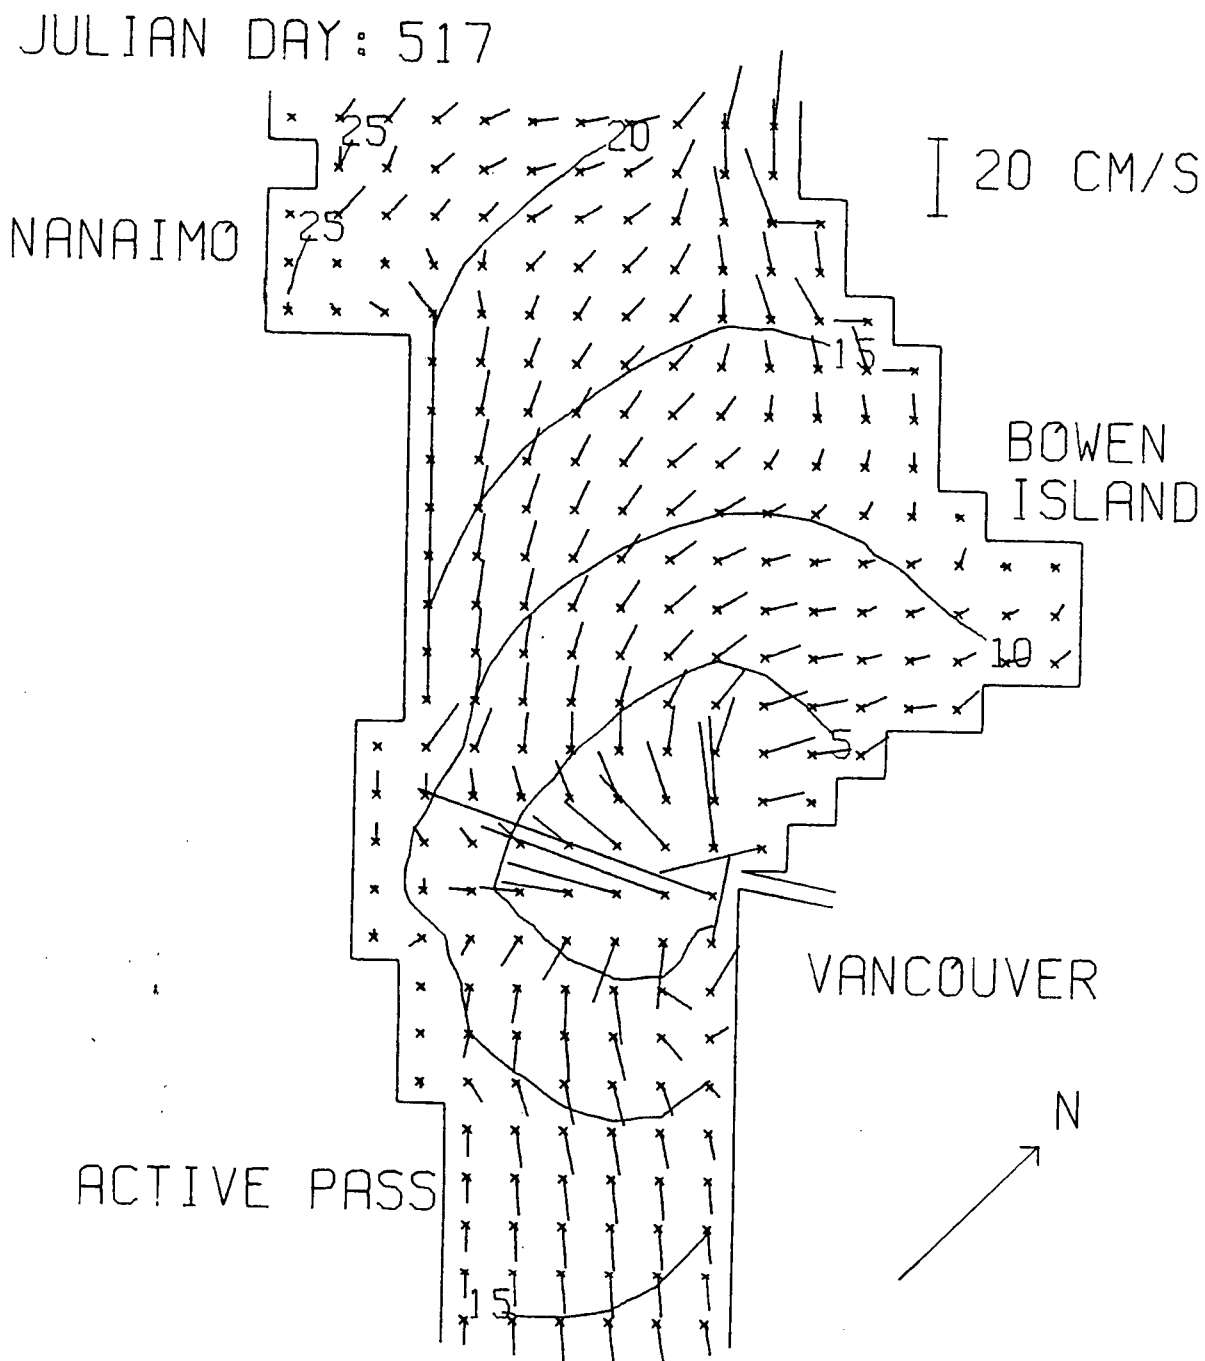 JULIAN DAY: 517
25
20
20 CM/S
NANAIMO
25
15
BOWEN
ISLAND
10
5
VANCOUVER
N
ACTIVE PASS
15